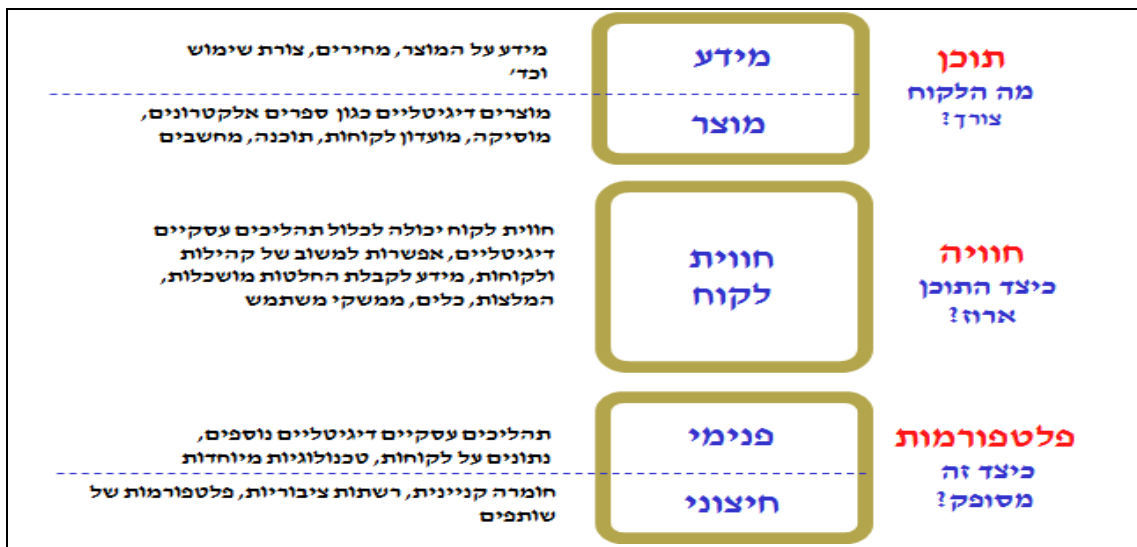 תוכן
מה הלקוח
צורך?
מידע
מידע על המוצר, מחירים, צורת שימוש
וכד'
מוצר
מוצרים דיגיטליים כגון ספרים אלקטרונים,
מוסיקה, מועדון לקוחות, תוכנה, מחשבים
חוויה
כיצד התוכן
ארוז?
חווית
לקוח
חווית לקוח יכולה לכלול תהליכים עסקיים
דיגיטליים, אפשרות למשוב של קהילות
ולקוחות, מידע לקבלת החלטות מושכלות,
המלצות, כלים, ממשקי משתמש
פלטפורמות
כיצד זה
מסופק?
פנימי
תהליכים עסקיים דיגיטליים נוספים,
נתונים על לקוחות, טכנולוגיות מיוחדות
חיצוני
חומרה קניינית, רשתות ציבוריות, פלטפורמות של
שותפים